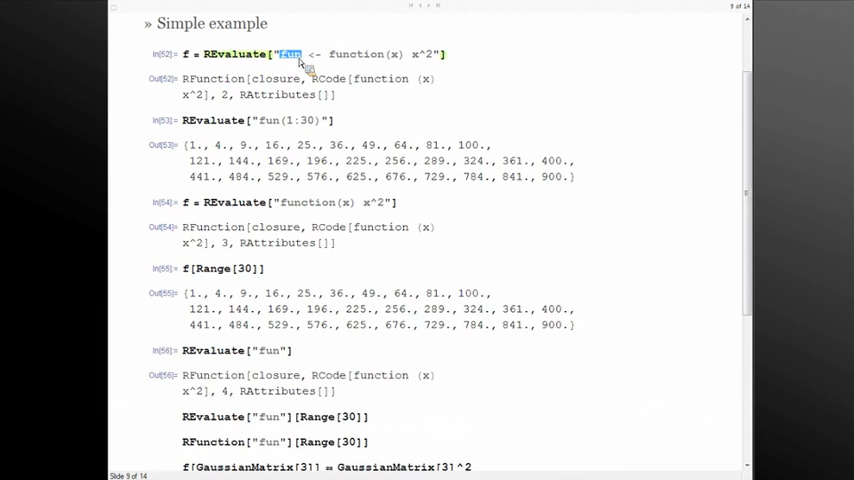 9 of 14
» Simple example
In[52]:= f = REvaluate["fun <- function(x) x^2"]
Out[52]= RFunction[closure, RCode[function (x)
x^2], 2, RAttributes[]]
In[53]:= REvaluate["fun(1:30)"]
Out[53]= {1., 4., 9., 16., 25., 36., 49., 64., 81., 100.,
121., 144., 169., 196., 225., 256., 289., 324., 361., 400.,
441., 484., 529., 576., 625., 676., 729., 784., 841., 900.}
In[54]:= f = REvaluate["function(x) x^2"]
Out[54]= RFunction[closure, RCode[function (x)
x^2], 3, RAttributes[]]
In[55]:= f[Range[30]]
Out[55]= {1., 4., 9., 16., 25., 36., 49., 64., 81., 100.,
121., 144., 169., 196., 225., 256., 289., 324., 361., 400.,
441., 484., 529., 576., 625., 676., 729., 784., 841., 900.}
In[56]:= REvaluate["fun"]
Out[56]= RFunction[closure, RCode[function (x)
x^2], 4, RAttributes[]]
REvaluate["fun"][Range[30]]
RFunction["fun"][Range[30]]
f[GaussianMatrix[3]] = GaussianMatrix[3]^2
Slide 9 of 14